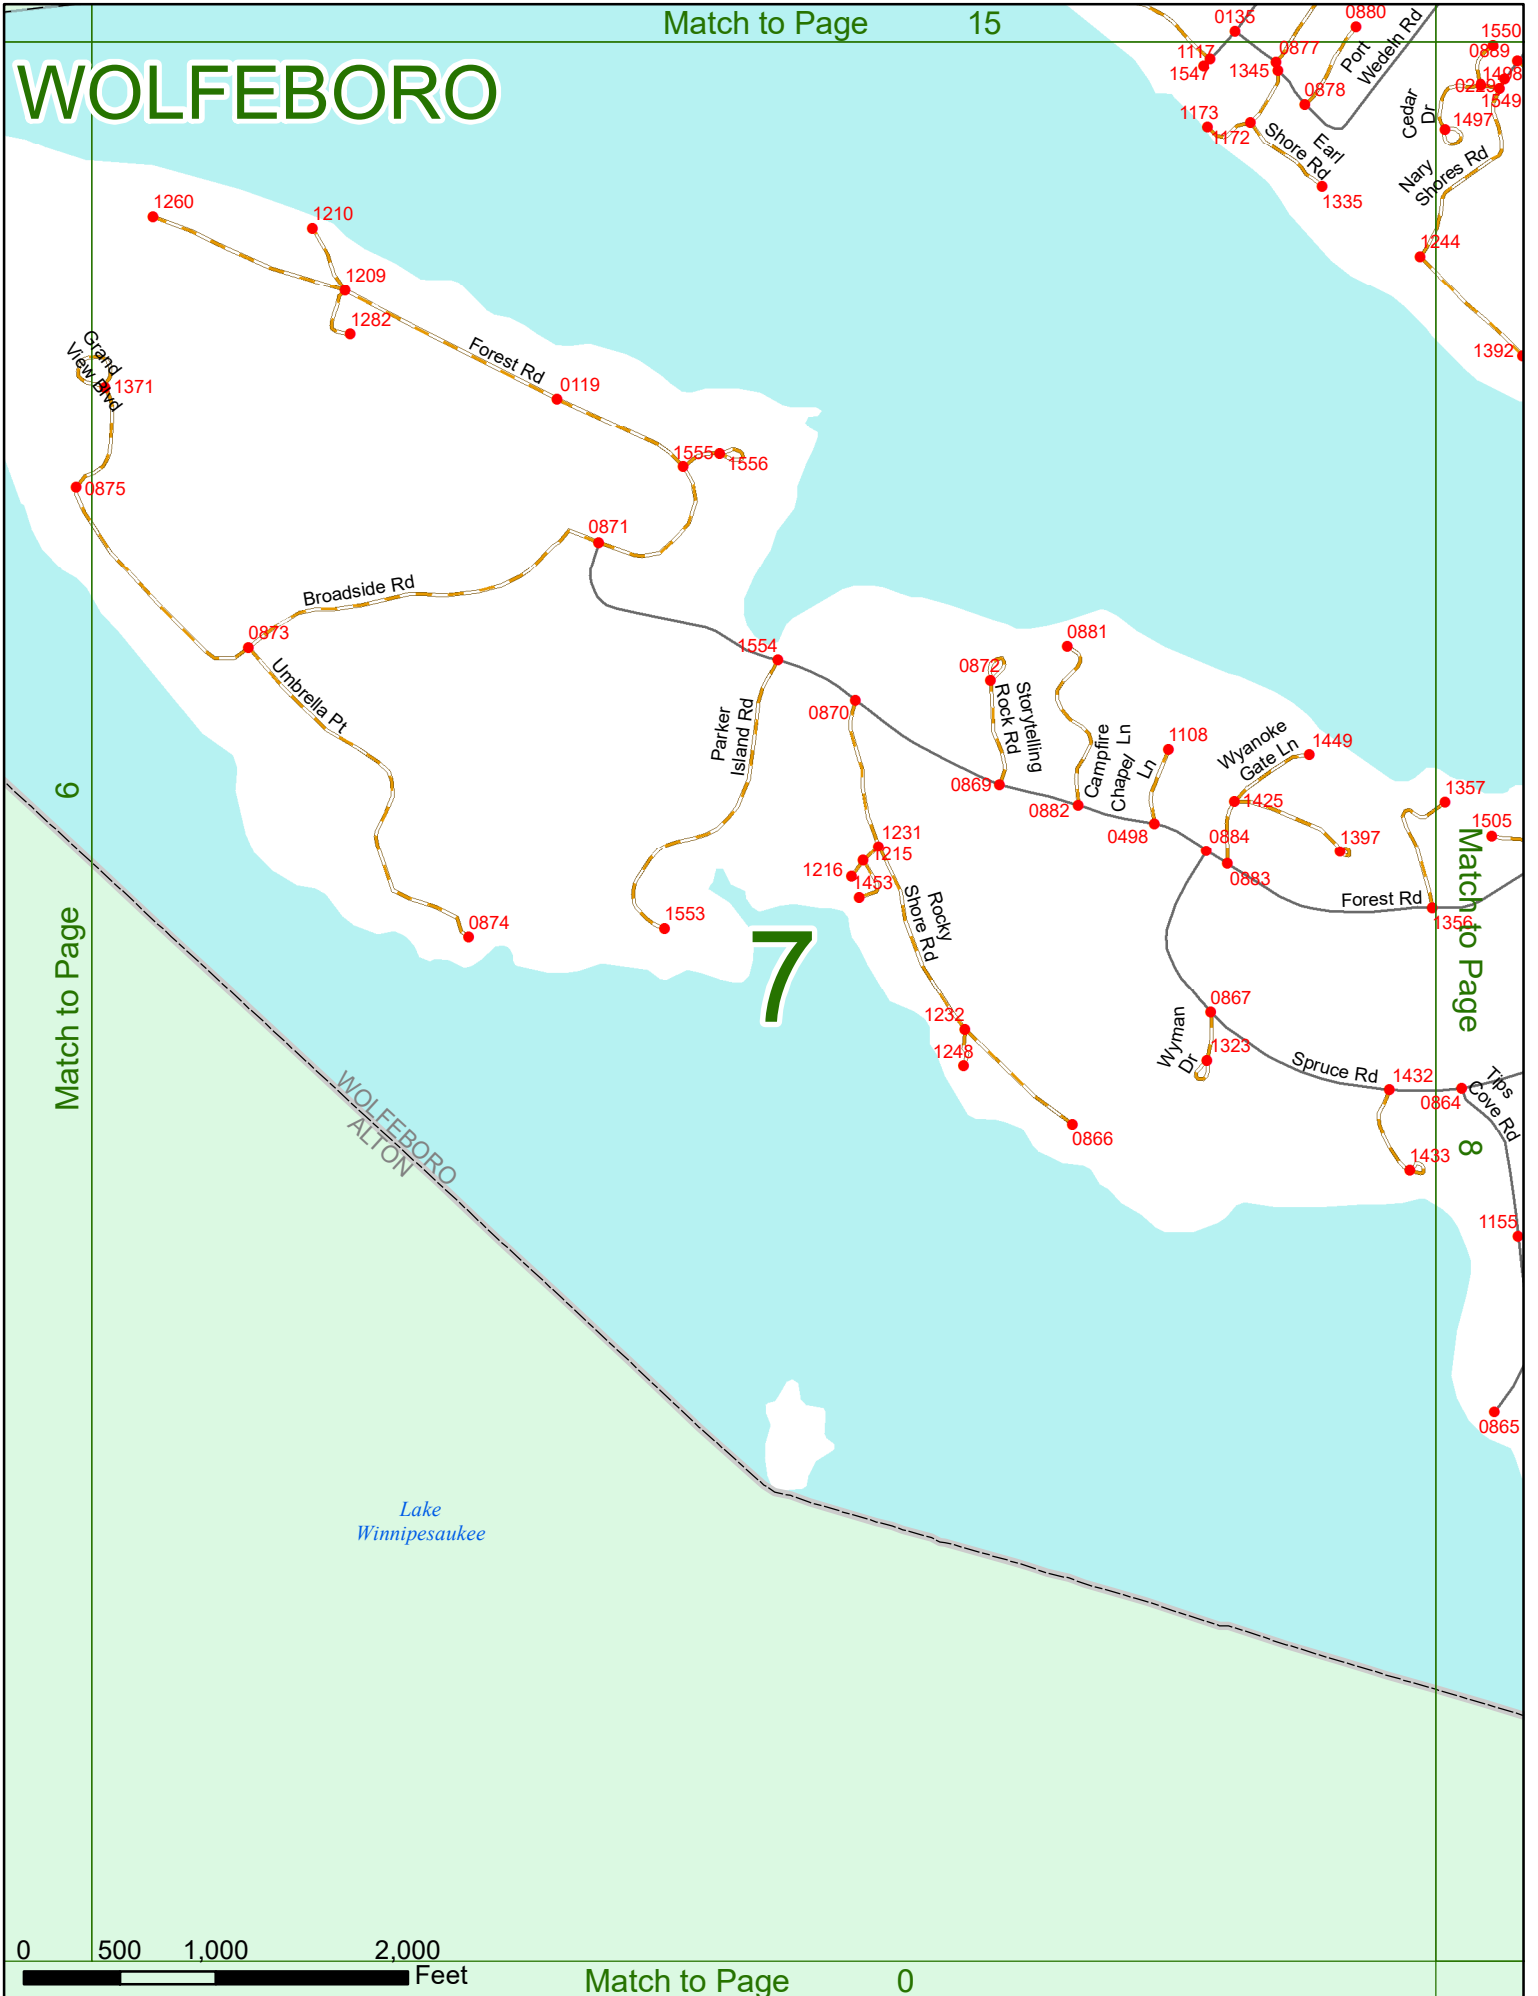 Match to Page 15
WOLFEBORO
0135
0880
1550
0889
1117
1547
0877
1345
Port
Wedeln Rd
1498
0229
1549
0878
Cedar
Dr
1497
1173
1172
Earl
Shore Rd
1335
Nary
Shores Rd
1244
1392
1260
1210
1209
1282
Forest Rd
0119
Grand
View Blvd
1371
1555
1556
0875
0871
Broadside Rd
0873
Umbrella Pt
1554
0881
0872
Storytelling
Rock Rd
0870
Parker
Island Rd
Campfire
Chapel Ln
Ln
1108
Wyanoke
Gate Ln
1449
0869
0882
0498
1425
1357
1505
6
Match to Page
1231
1215
1216
1453
0884
0883
1397
Forest Rd
1356
Match to Page
8
0874
1553
7
Rocky
Shore Rd
0867
1232
1248
Wyman
Dr
1323
Spruce Rd
1432
0864
Tips
Cove Rd
WOLFEBORO
ALTON
0866
1433
1155
0865
Lake
Winnipesaukee
0 500 1,000 2,000
Feet
Match to Page 0